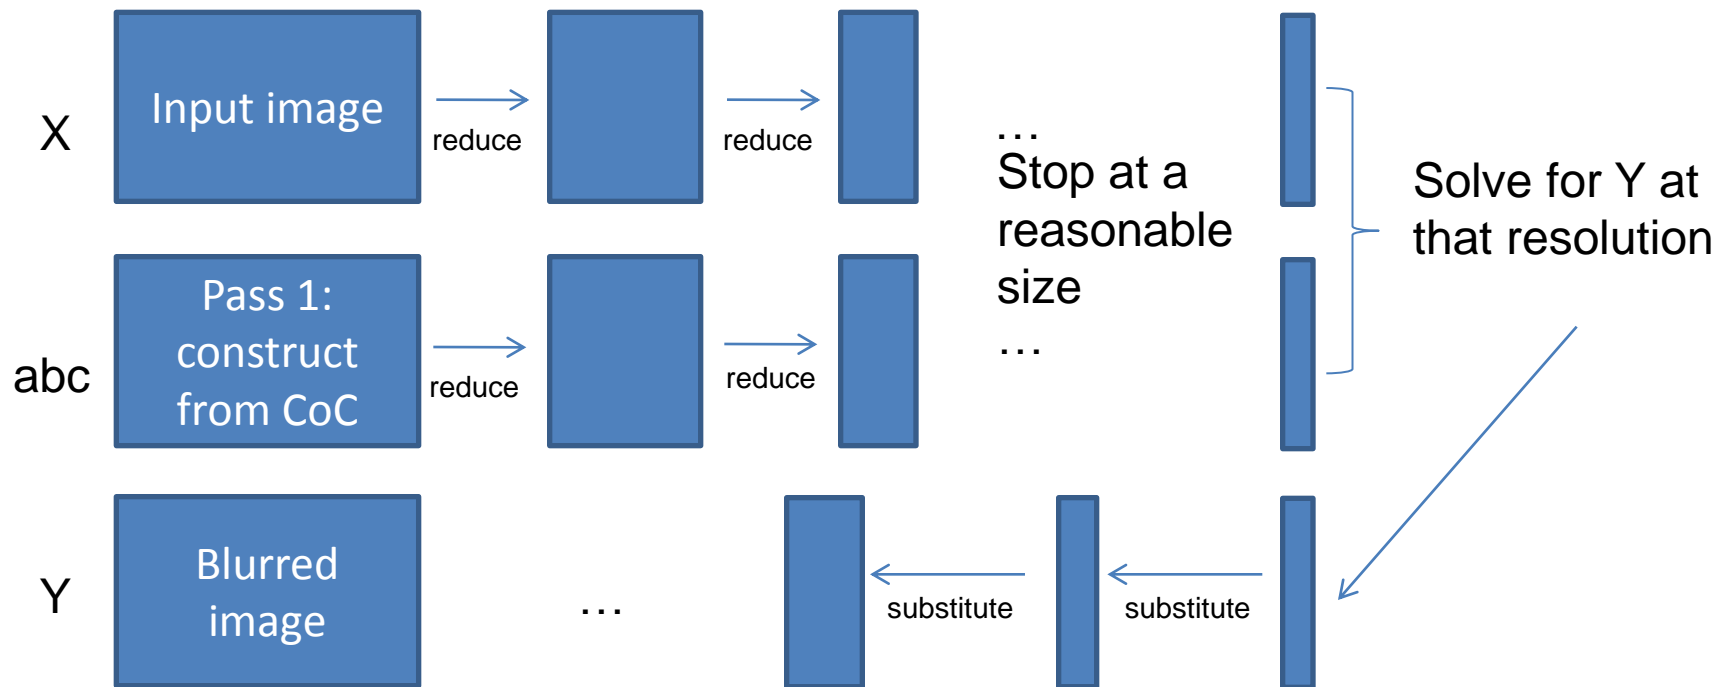 X
Input image
reduce
reduce
…
Stop at a
reasonable
size
…
Solve for Y at
that resolution
abc
Pass 1:
construct
from CoC
reduce
reduce
Y
Blurred
image
…
substitute
substitute